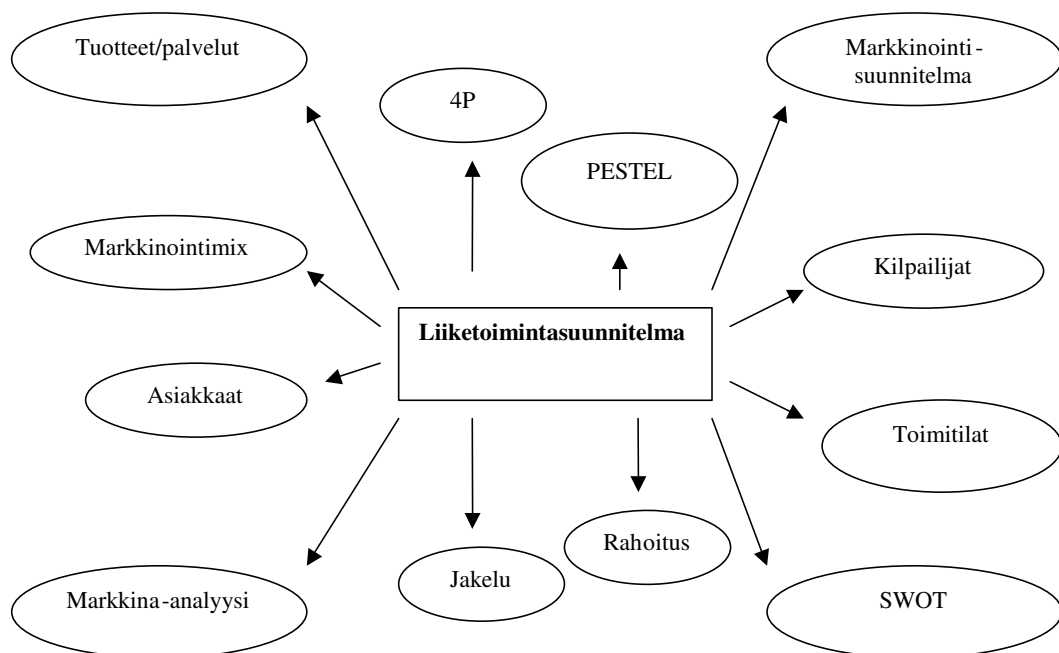 Tuotteet/palvelut
Markkinointi-
suunnitelma
4P
PESTEL
Markkinointimix
Kilpailijat
Liiketoimintasuunnitelma
Asiakkaat
Toimitilat
Rahoitus
Jakelu
Markkina-analyysi
SWOT